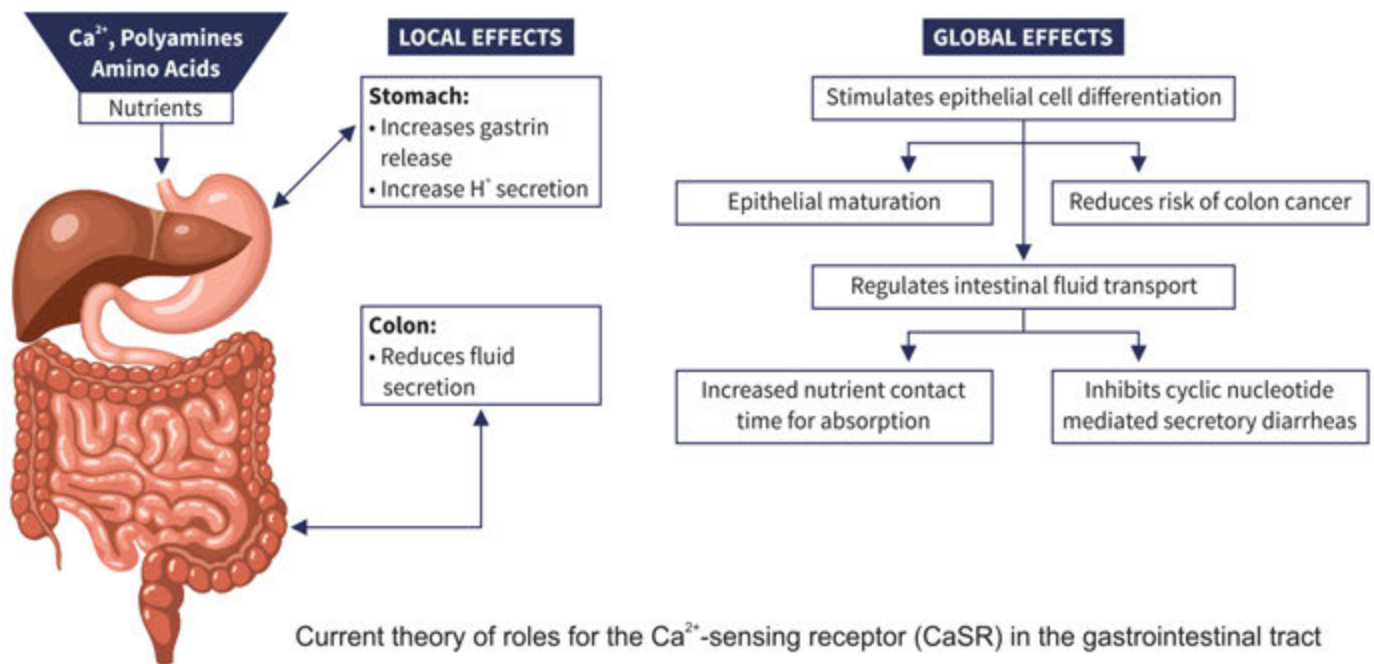 Ca²⁺, Polyamines
Amino Acids
Nutrients
LOCAL EFFECTS
Stomach:
• Increases gastrin
release
• Increase H⁺ secretion
Colon:
• Reduces fluid
secretion
GLOBAL EFFECTS
Stimulates epithelial cell differentiation
Epithelial maturation
Reduces risk of colon cancer
Regulates intestinal fluid transport
Increased nutrient contact
time for absorption
Inhibits cyclic nucleotide
mediated secretory diarrheas
Current theory of roles for the Ca²⁺-sensing receptor (CaSR) in the gastrointestinal tract